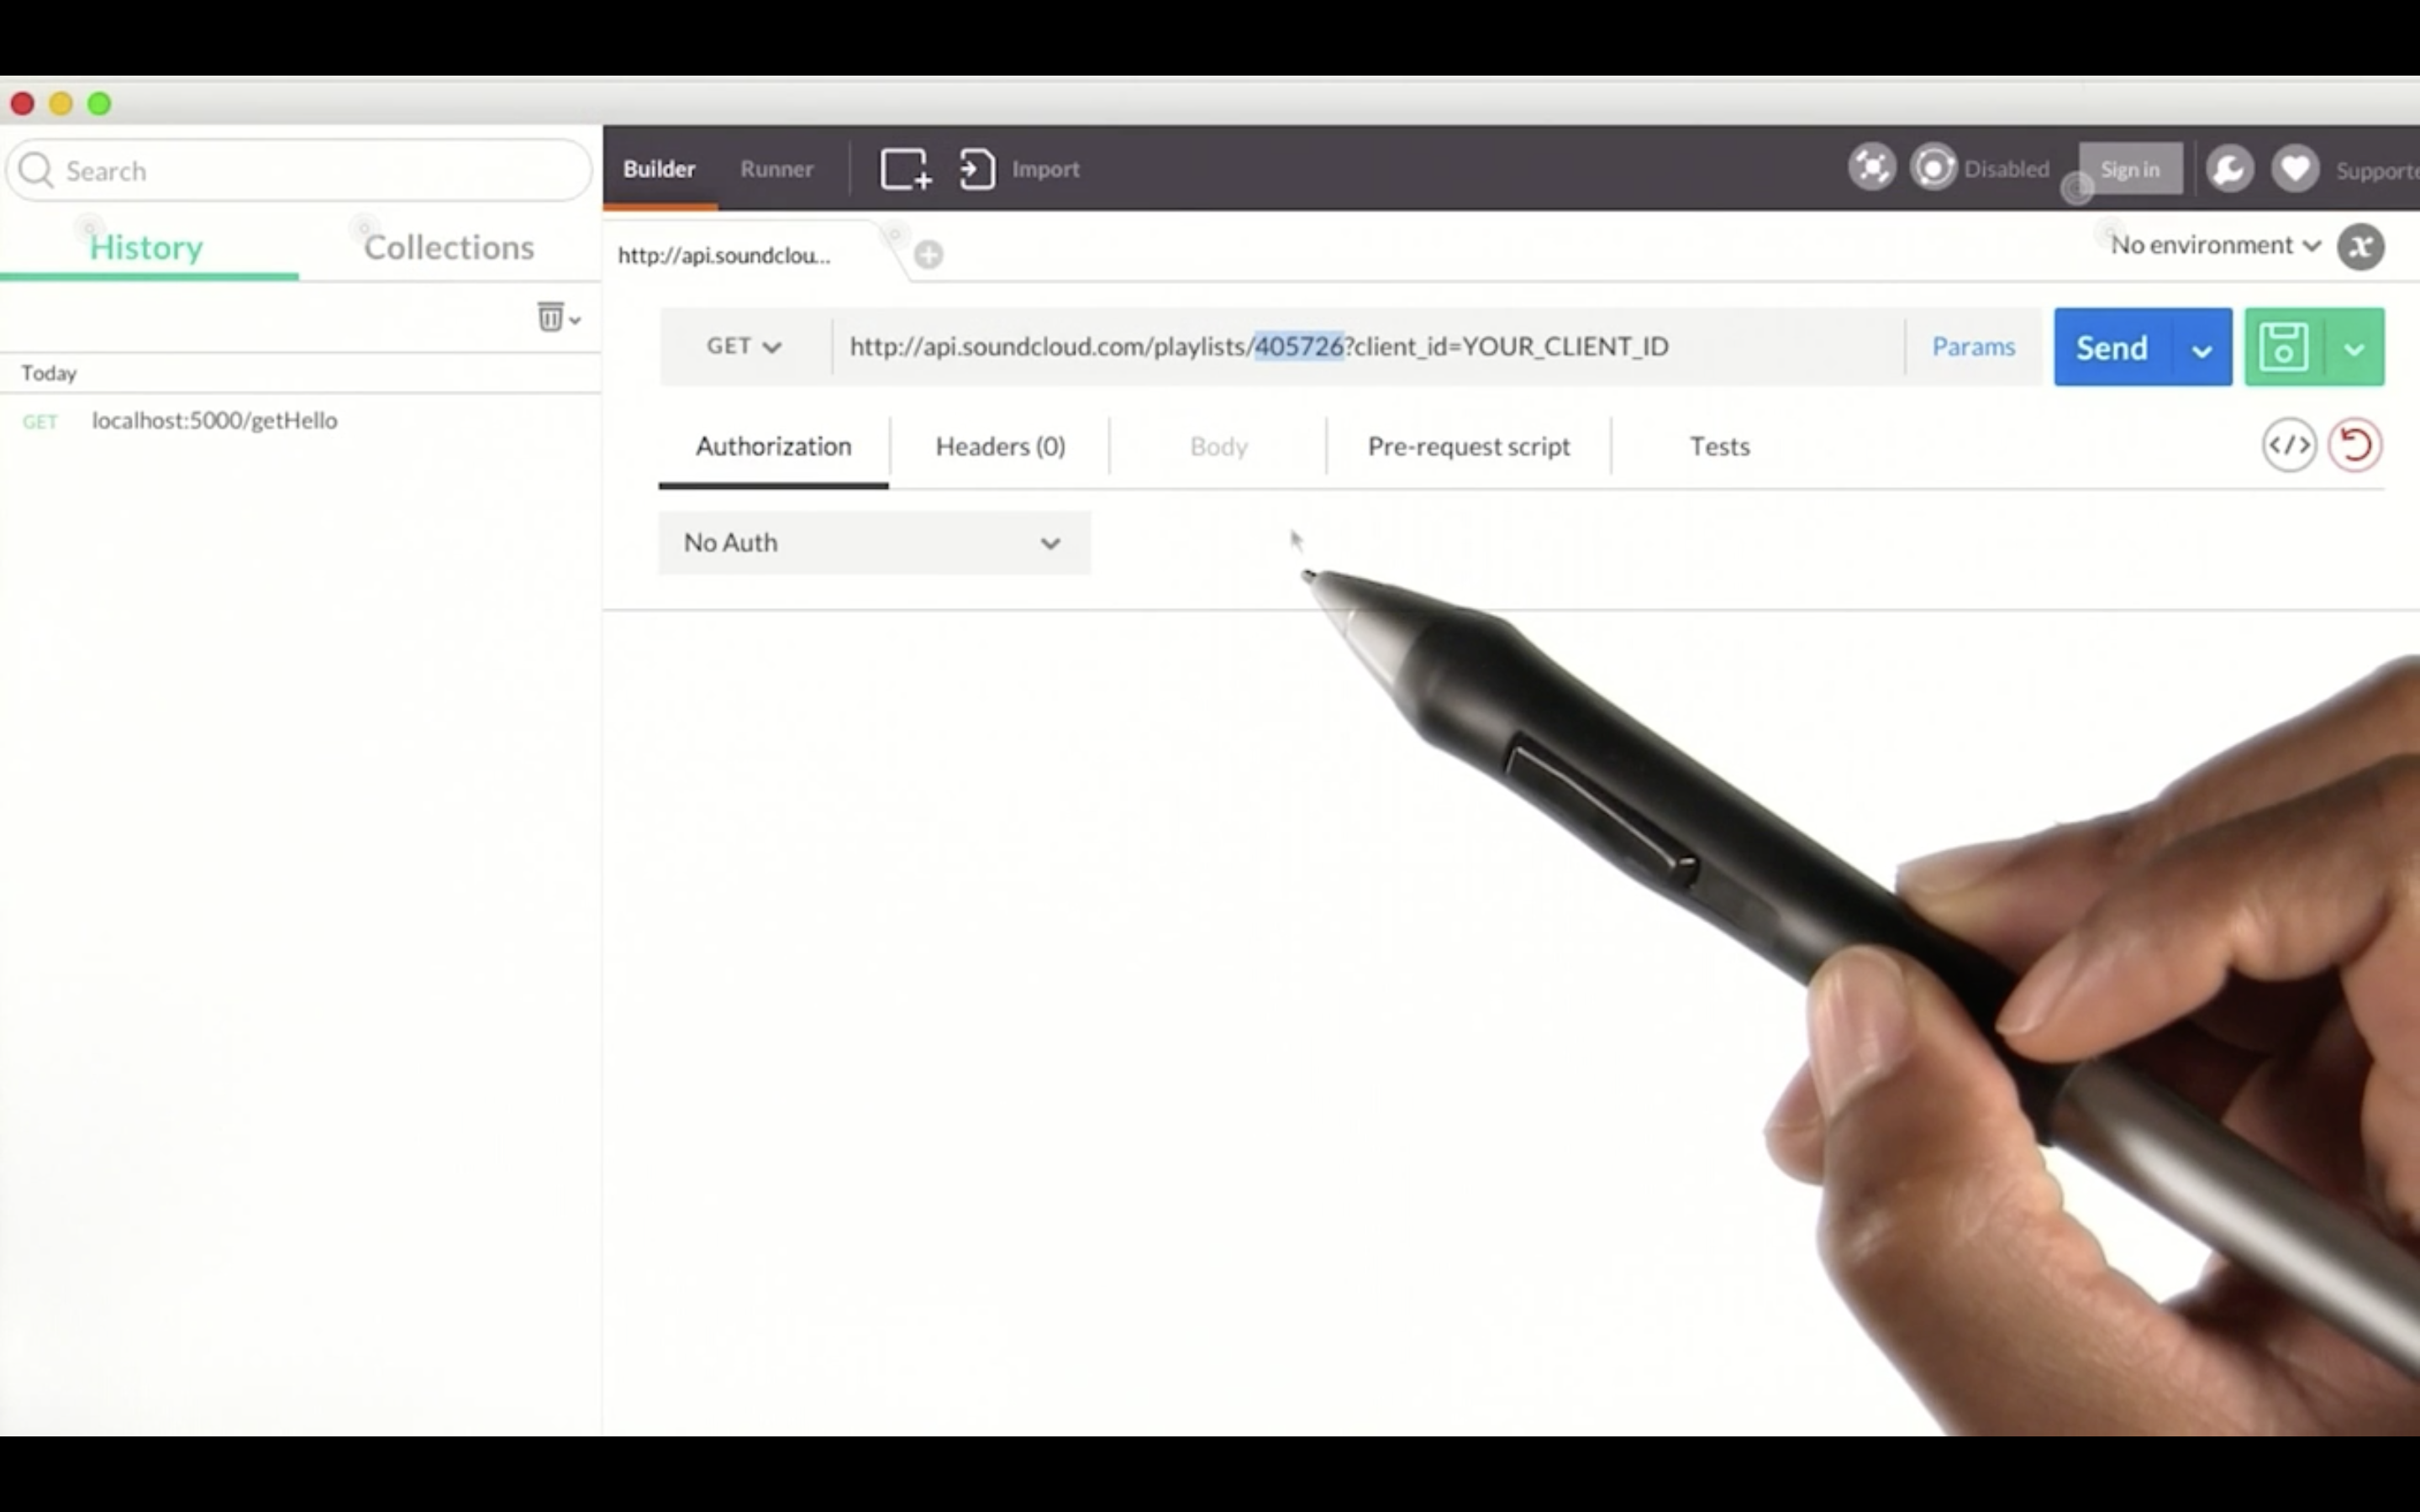 Search
Builder Runner Import Disabled Sign in
History Collections
http://api.soundclou... No environment
GET http://api.soundcloud.com/playlists/405726?client_id=YOUR_CLIENT_ID Params Send
Today
GET localhost:5000/getHello
Authorization Headers (0) Body Pre-request script Tests
No Auth